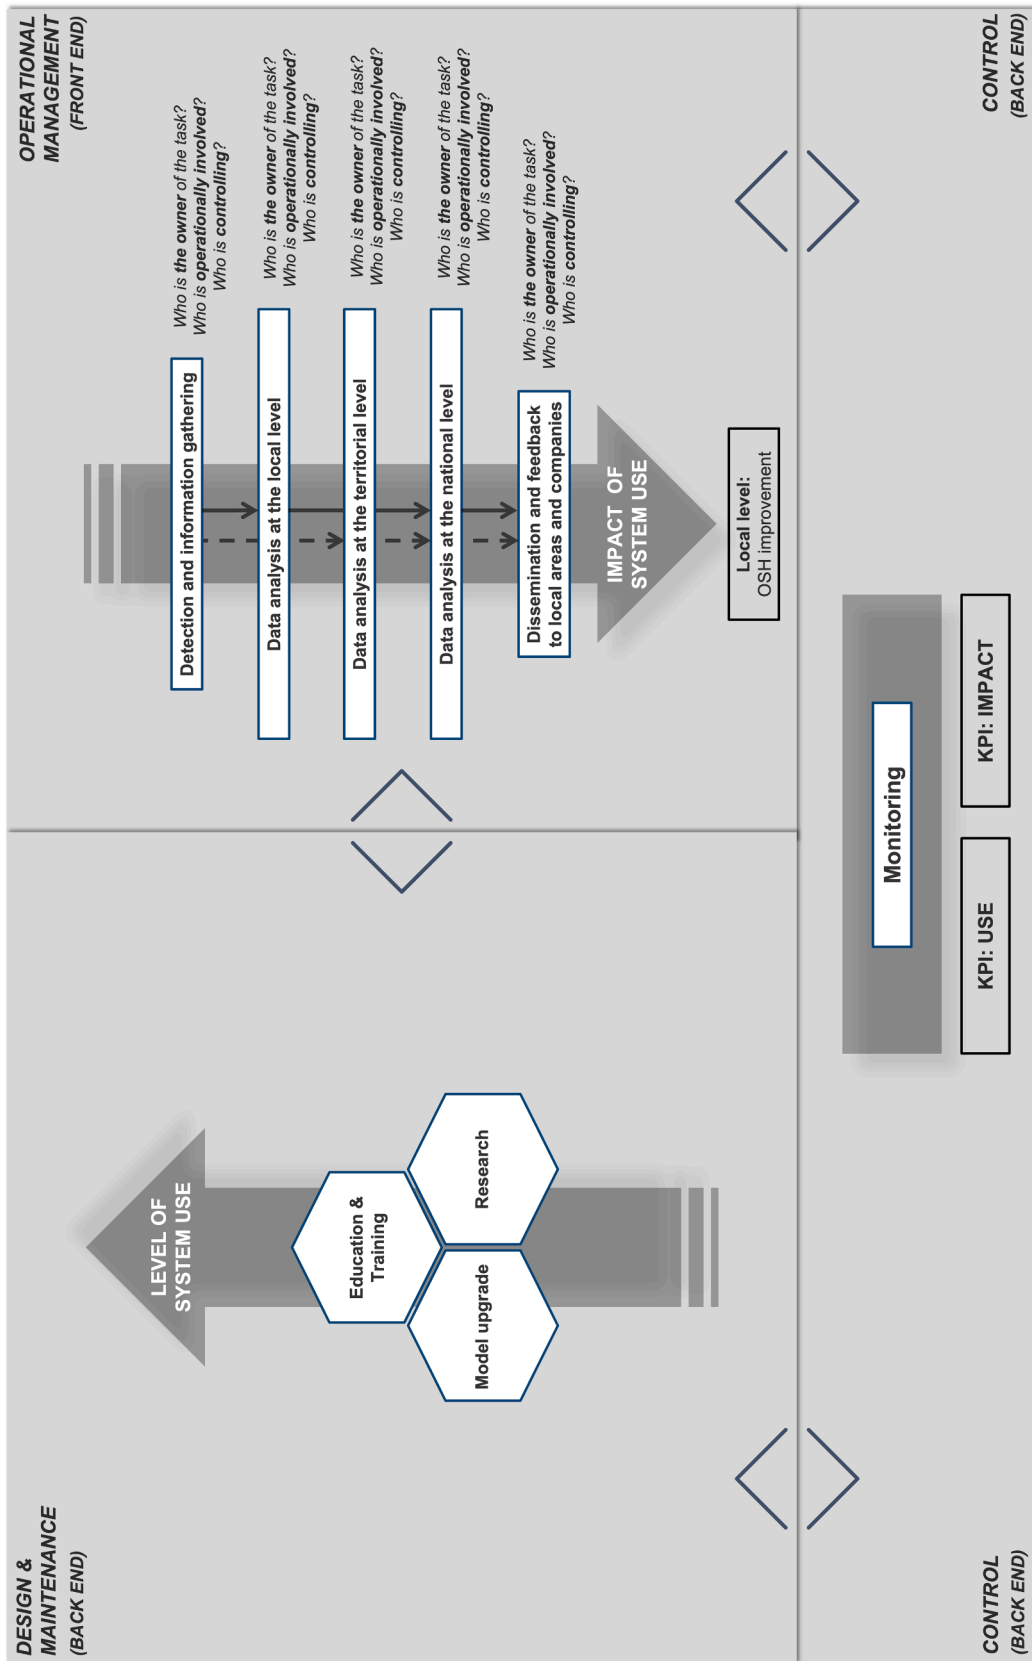 DESIGN &
MAINTENANCE
(BACK END)
LEVEL OF
SYSTEM USE
Education &
Training
Model upgrade
Research
OPERATIONAL
MANAGEMENT
(FRONT END)
Detection and information gathering
Who is the owner of the task?
Who is operationally involved?
Who is controlling?
Data analysis at the local level
Who is the owner of the task?
Who is operationally involved?
Who is controlling?
Data analysis at the territorial level
Who is the owner of the task?
Who is operationally involved?
Who is controlling?
Data analysis at the national level
Who is the owner of the task?
Who is operationally involved?
Who is controlling?
Dissemination and feedback
to local areas and companies
Who is the owner of the task?
Who is operationally involved?
Who is controlling?
IMPACT OF
SYSTEM USE
Local level:
OSH improvement
Monitoring
KPI: USE
KPI: IMPACT
CONTROL
(BACK END)
CONTROL
(BACK END)